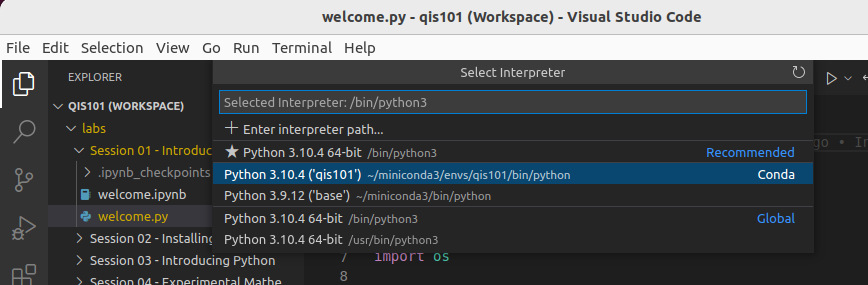 welcome.py - qis101 (Workspace) - Visual Studio Code
File Edit Selection View Go Run Terminal Help
EXPLORER
Select Interpreter
QIS101 (WORKSPACE)
Selected Interpreter: /bin/python3
labs
Enter interpreter path...
Session 01 - Introduc
Python 3.10.4 64-bit /bin/python3 Recommended
go • In
.ipynb_checkpoints
Python 3.10.4 ('qis101') ~/miniconda3/envs/qis101/bin/python Conda
welcome.ipynb
Python 3.9.12 ('base') ~/miniconda3/bin/python
welcome.py
Python 3.10.4 64-bit /bin/python3 Global
Session 02 - Installing
Python 3.10.4 64-bit /usr/bin/python3
Session 03 - Introducing Python
7 import os
Session 04 - Experimental Mathe
8